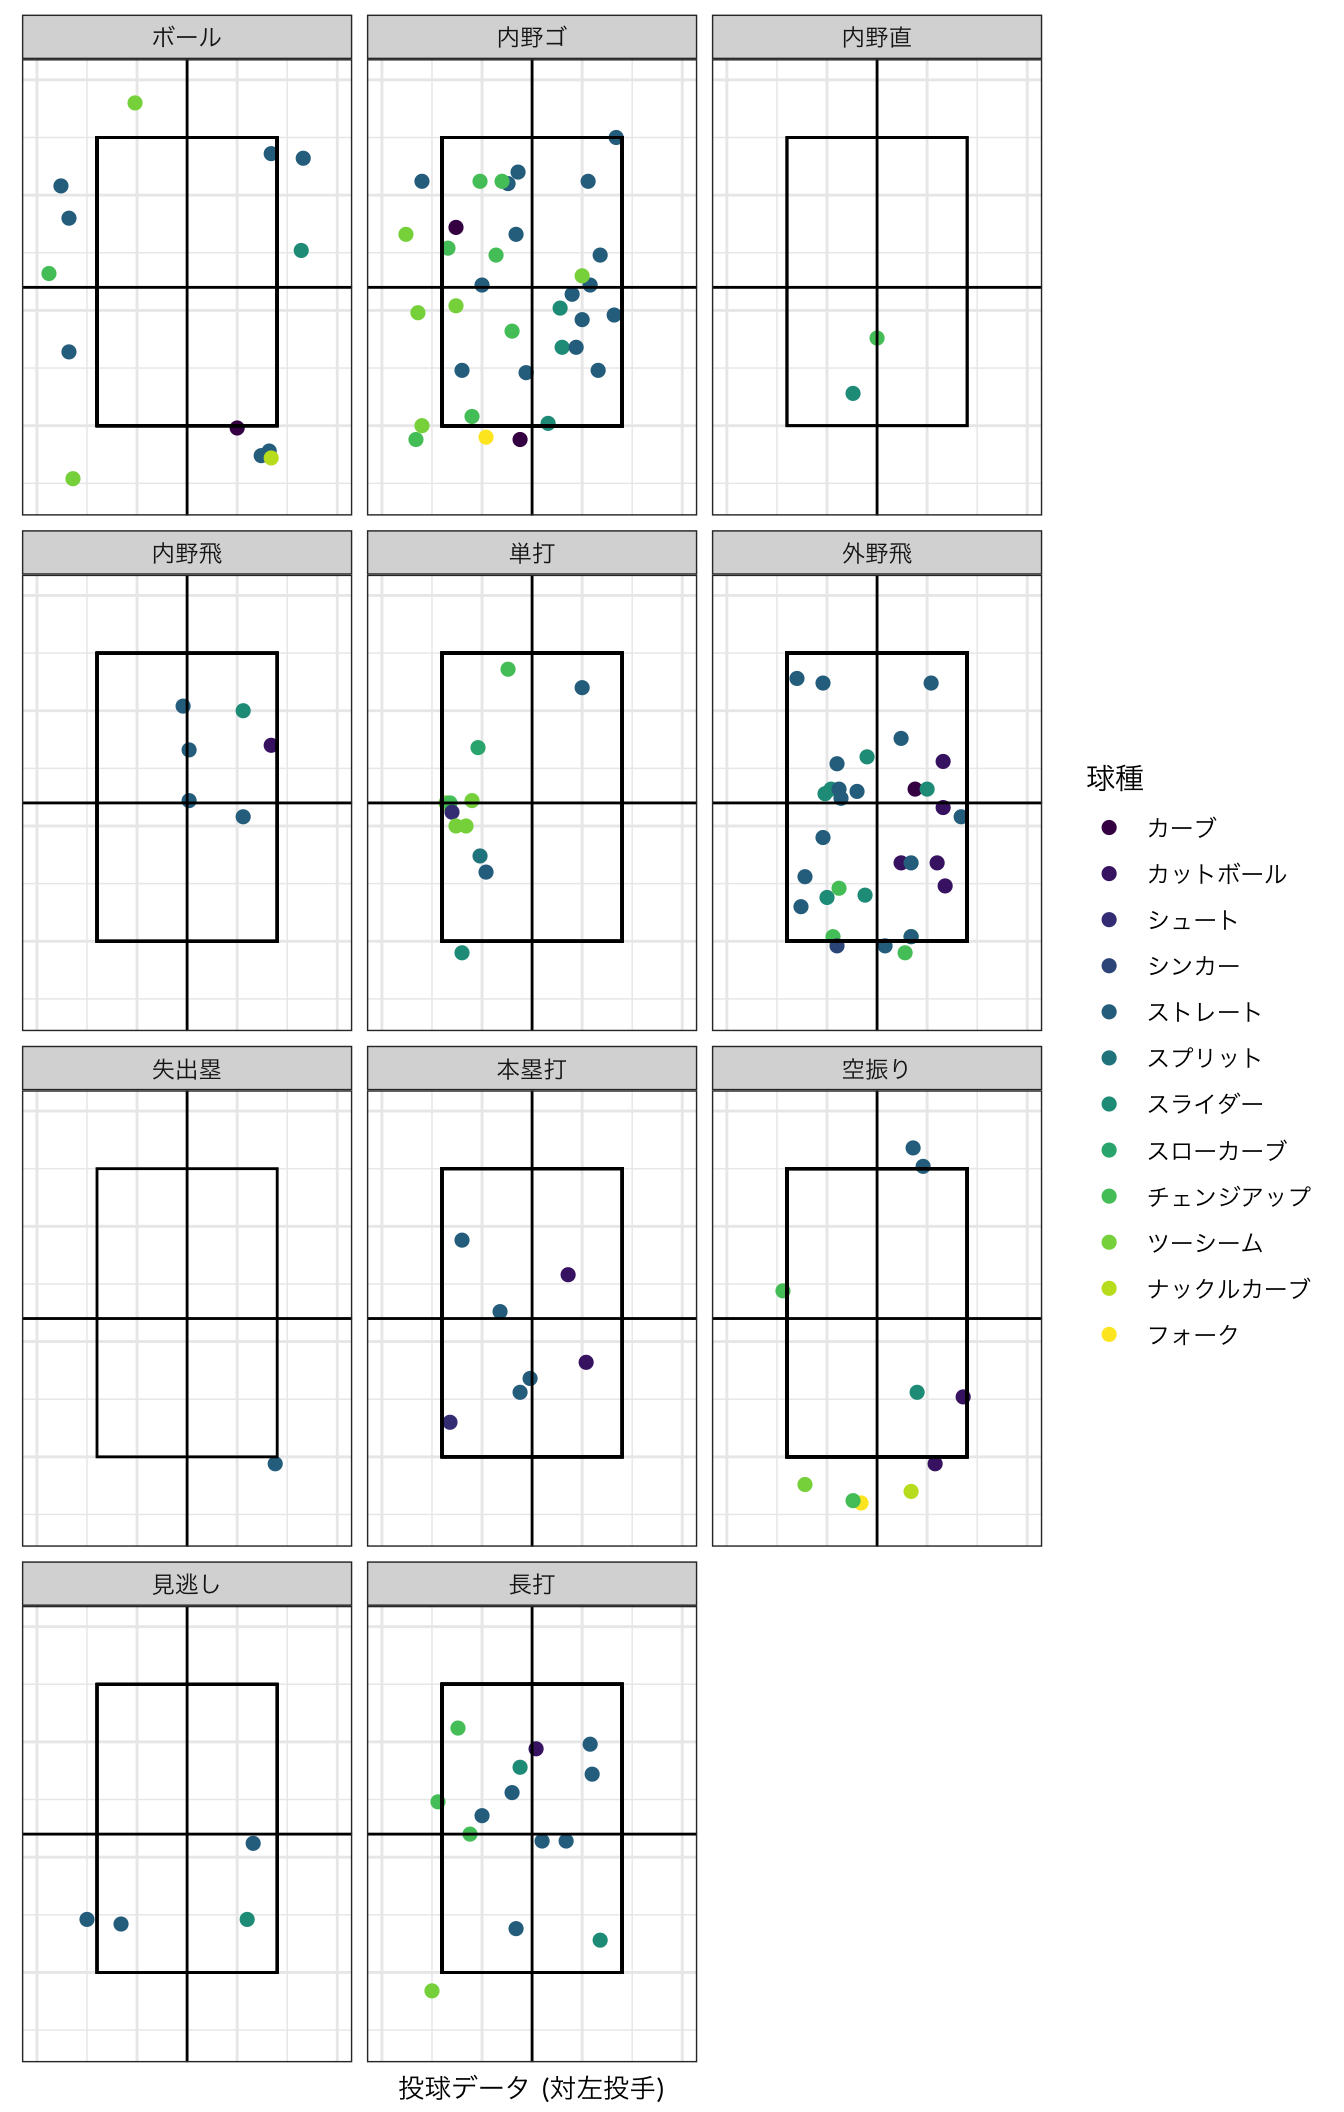 ボール
内野ゴ
内野直
内野飛
単打
外野飛
失出塁
本塁打
空振り
見逃し
長打
球種
カーブ
カットボール
シュート
シンカー
ストレート
スプリット
スライダー
スローカーブ
チェンジアップ
ツーシーム
ナックルカーブ
フォーク
投球データ (対左投手)